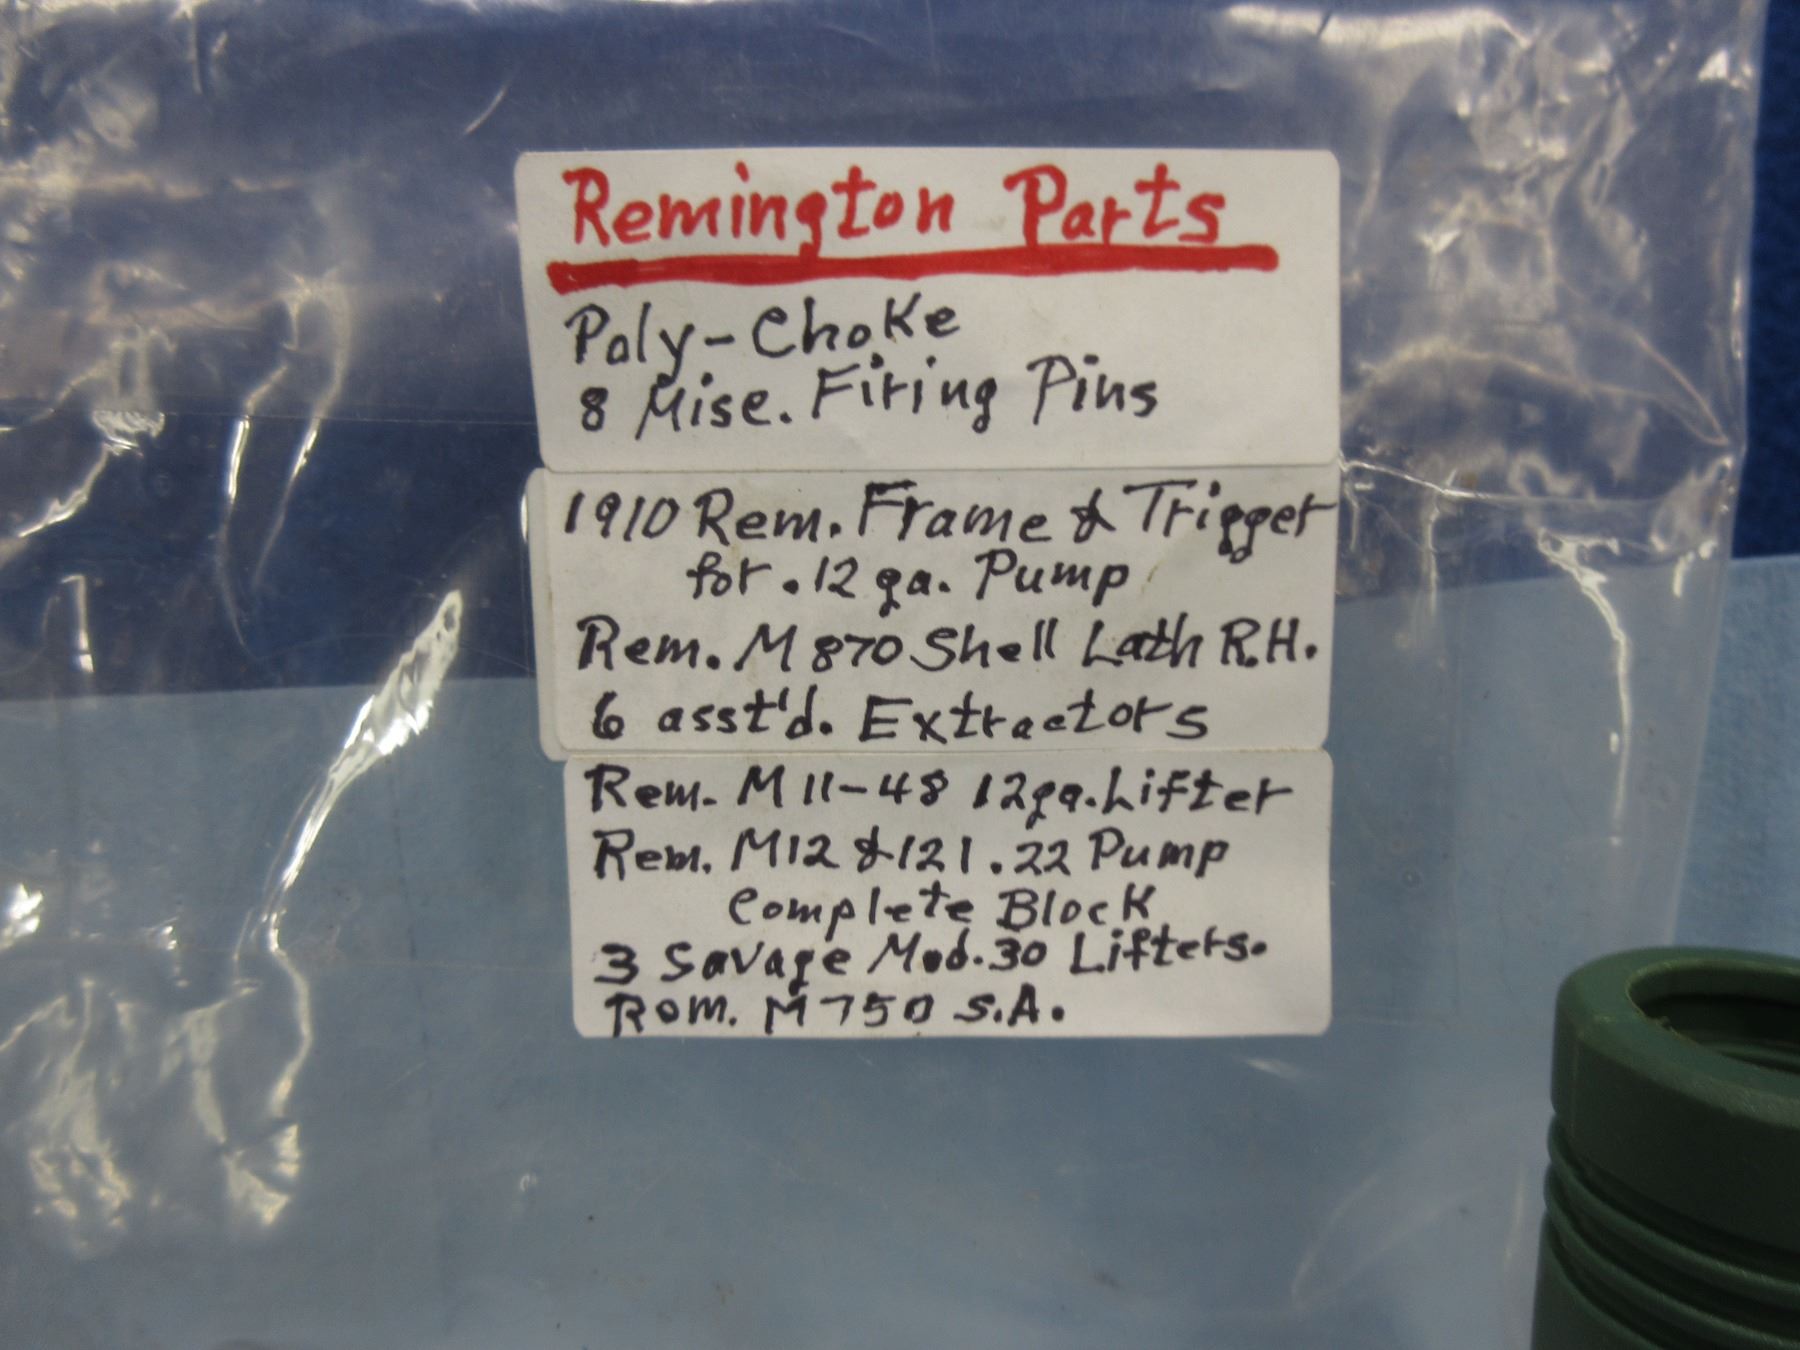 Remington Parts
Poly-Choke
8 Misc. Firing Pins
1910 Rem. Frame & Trigger
for .12 ga. Pump
Rem. M870 Shell Lath R.H.
6 asst'd. Extractors
Rem. M11-48 12ga. Lifter
Rem. M12 & 121 .22 Pump
Complete Block
3 Savage Mod. 30 Lifters.
Rem. M750 S.A.